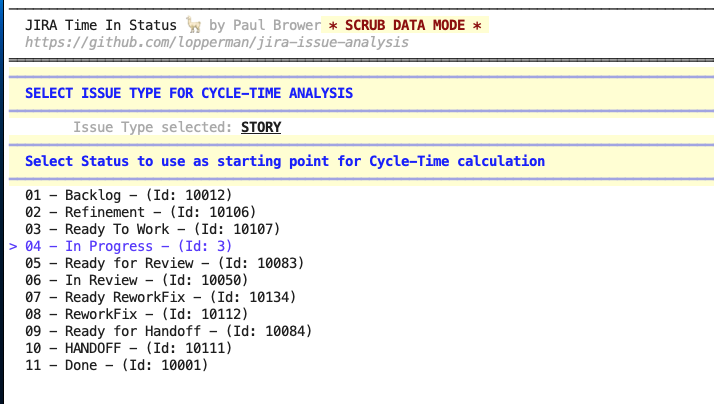 JIRA Time In Status 🦙 by Paul Brower * SCRUB DATA MODE *
https://github.com/lopperman/jira-issue-analysis
SELECT ISSUE TYPE FOR CYCLE-TIME ANALYSIS
Issue Type selected: STORY
Select Status to use as starting point for Cycle-Time calculation
01 - Backlog - (Id: 10012)
02 - Refinement - (Id: 10106)
03 - Ready To Work - (Id: 10107)
> 04 - In Progress - (Id: 3)
05 - Ready for Review - (Id: 10083)
06 - In Review - (Id: 10050)
07 - Ready ReworkFix - (Id: 10134)
08 - ReworkFix - (Id: 10112)
09 - Ready for Handoff - (Id: 10084)
10 - HANDOFF - (Id: 10111)
11 - Done - (Id: 10001)